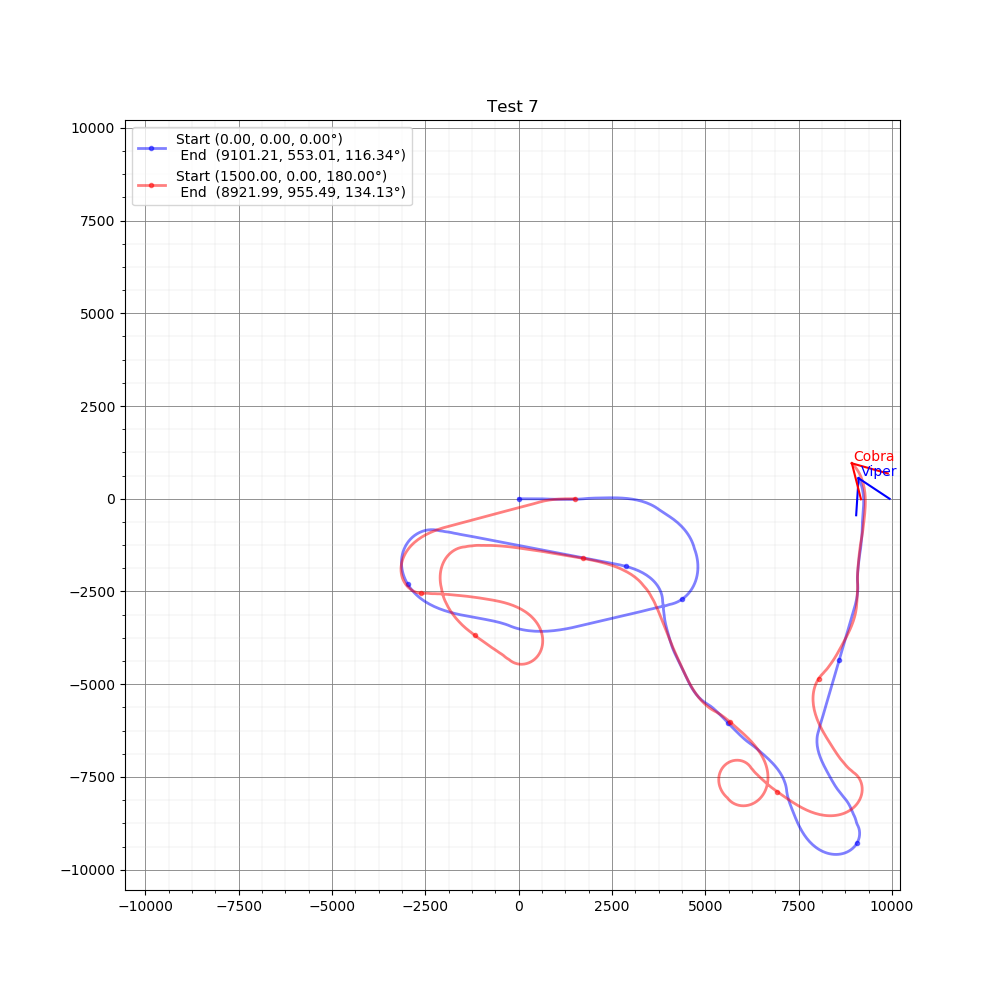 Test 7
Start (0.00, 0.00, 0.00°)
End (9101.21, 553.01, 116.34°)
Start (1500.00, 0.00, 180.00°)
End (8921.99, 955.49, 134.13°)
10000
7500
5000
2500
0
−2500
−5000
−7500
−10000
Cobra
Viper
−10000 −7500 −5000 −2500 0 2500 5000 7500 10000